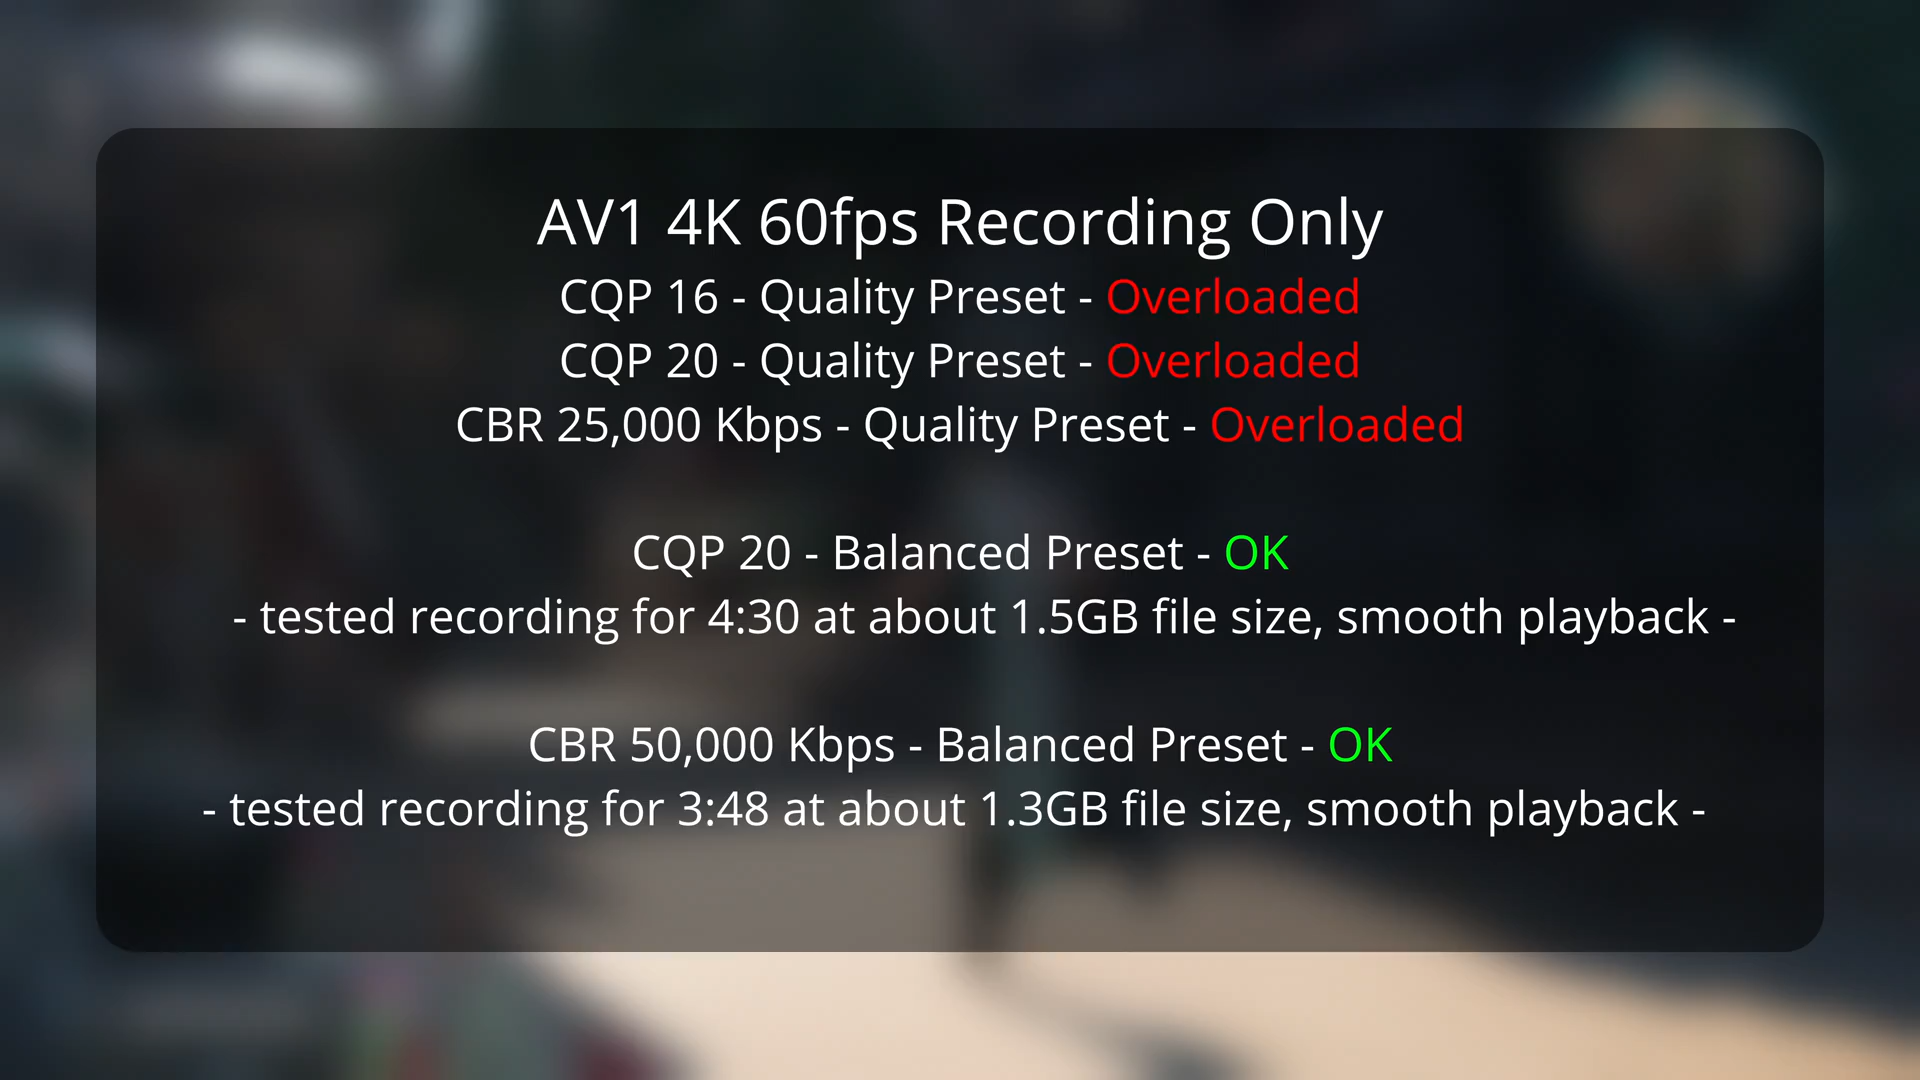 AV1 4K 60fps Recording Only
CQP 16 - Quality Preset - Overloaded
CQP 20 - Quality Preset - Overloaded
CBR 25,000 Kbps - Quality Preset - Overloaded
CQP 20 - Balanced Preset - OK
- tested recording for 4:30 at about 1.5GB file size, smooth playback -
CBR 50,000 Kbps - Balanced Preset - OK
- tested recording for 3:48 at about 1.3GB file size, smooth playback -